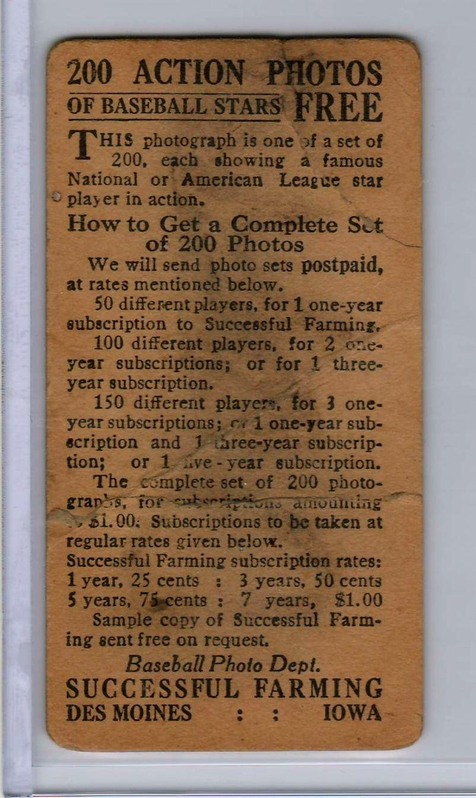 200 ACTION PHOTOS
OF BASEBALL STARS FREE
THIS photograph is one of a set of
200, each showing a famous
National or American League star
player in action.
How to Get a Complete Set
of 200 Photos
We will send photo sets postpaid,
at rates mentioned below.
50 different players, for 1 one-year
subscription to Successful Farming.
100 different players, for 2 one-
year subscriptions; or for 1 three-
year subscription.
150 different players, for 3 one-
year subscriptions; or 1 one-year sub-
scription and 1 three-year subscrip-
tion; or 1 five-year subscription.
The complete set of 200 photo-
graphs, for subscriptions amounting
to $1.00. Subscriptions to be taken at
regular rates given below.
Successful Farming subscription rates:
1 year, 25 cents : 3 years, 50 cents
5 years, 75 cents : 7 years, $1.00
Sample copy of Successful Farm-
ing sent free on request.
Baseball Photo Dept.
SUCCESSFUL FARMING
DES MOINES : : IOWA